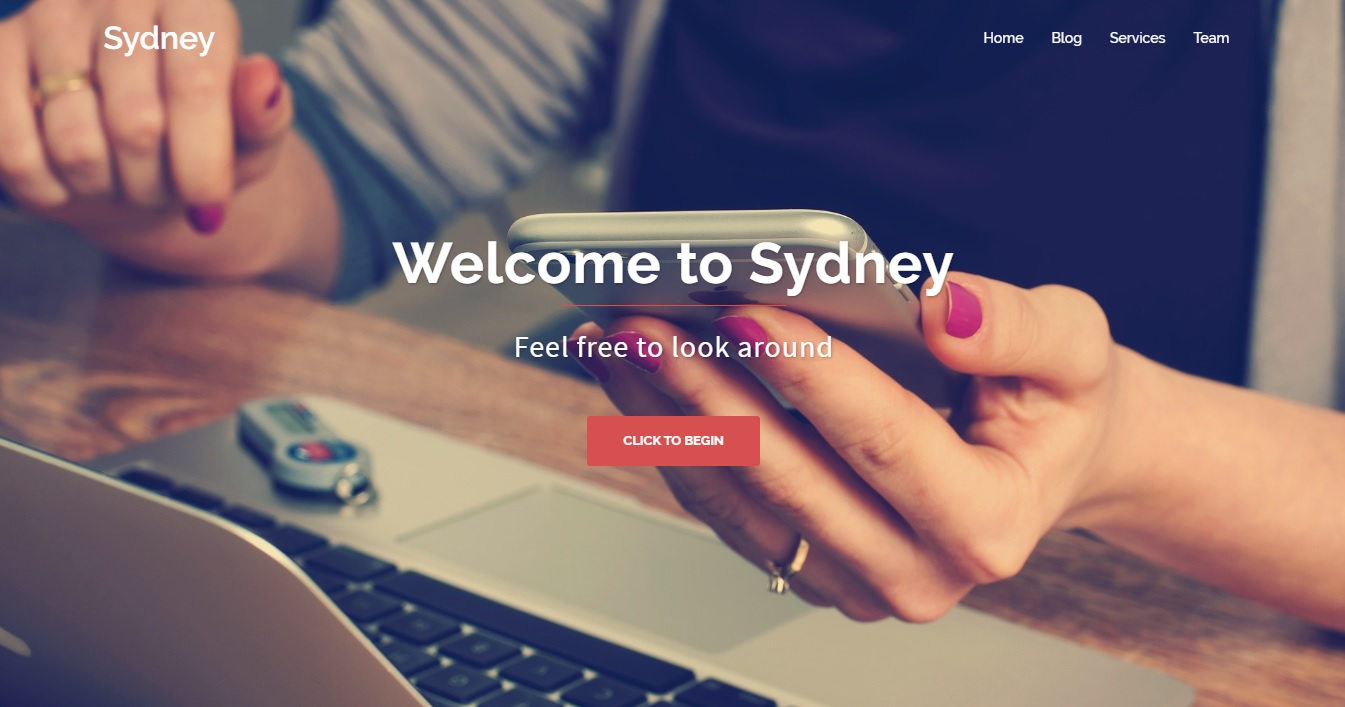 Sydney
Home Blog Services Team
Welcome to Sydney
Feel free to look around
CLICK TO BEGIN